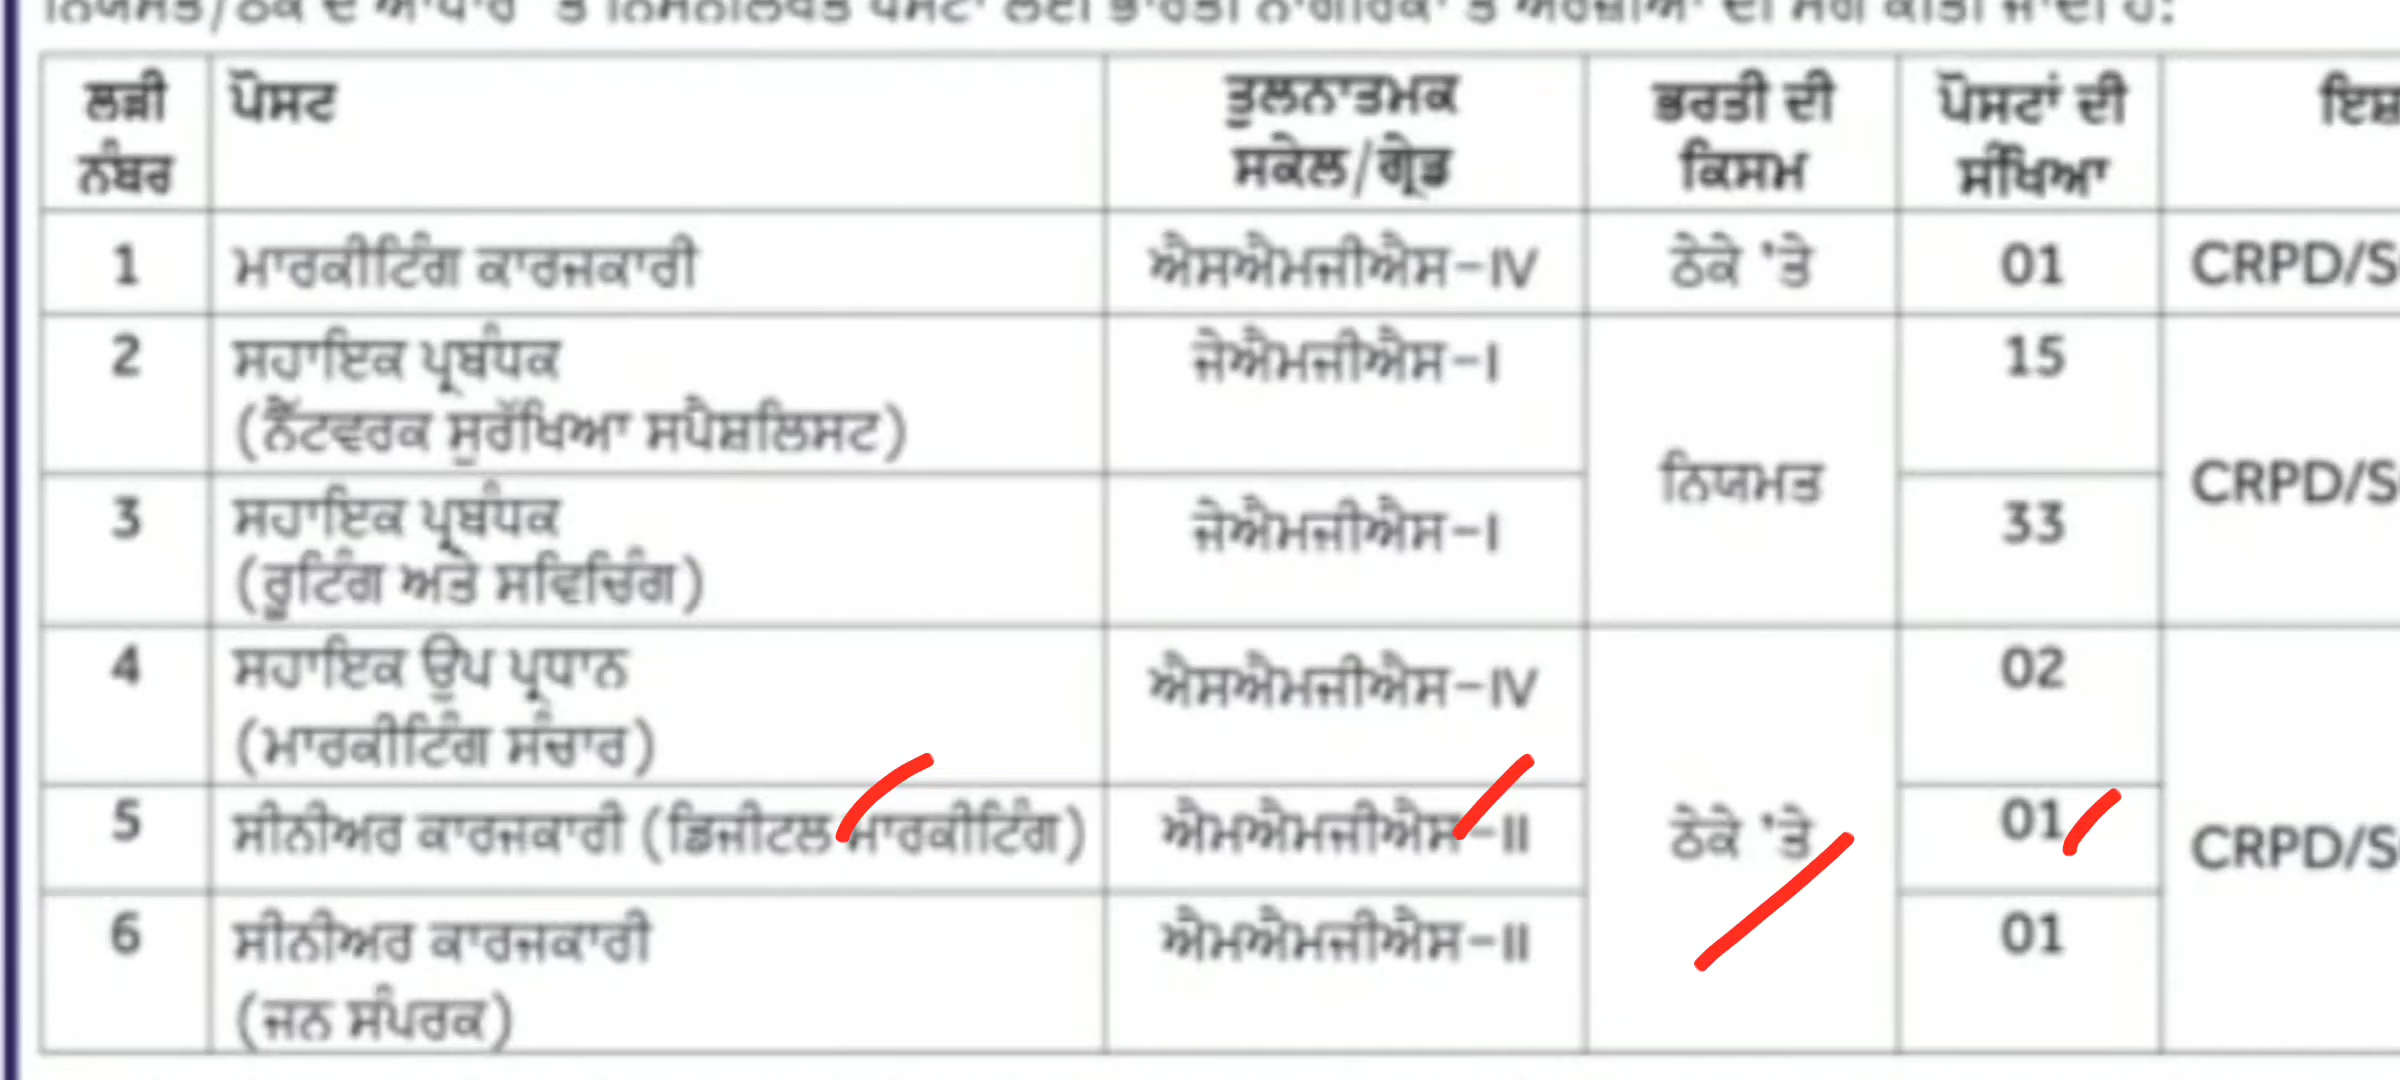 ਨਿਯਮਤ/ਠੇਕੇ ਦੇ ਆਧਾਰ 'ਤੇ ਨਿਮਨਲਿਖਤ ਪੋਸਟਾਂ ਲਈ ਭਾਰਤੀ ਨਾਗਰਿਕਾਂ ਤੋਂ ਅਰਜ਼ੀਆਂ ਦੀ ਮੰਗ ਕੀਤੀ ਜਾਂਦੀ ਹੈ:
ਲੜੀ ਨੰਬਰ ਪੋਸਟ ਤੁਲਨਾਤਮਕ ਸਕੇਲ/ਗ੍ਰੇਡ ਭਰਤੀ ਦੀ ਕਿਸਮ ਪੋਸਟਾਂ ਦੀ ਸੰਖਿਆ
1 ਮਾਰਕੀਟਿੰਗ ਕਾਰਜਕਾਰੀ ਐਸਐਮਜੀਐਸ-IV ਠੇਕੇ 'ਤੇ 01 CRPD/S
2 ਸਹਾਇਕ ਪ੍ਰਬੰਧਕ ਜੇਐਮਜੀਐਸ-I 15
(ਨੈੱਟਵਰਕ ਸੁਰੱਖਿਆ ਸਪੈਸ਼ਲਿਸਟ)
ਨਿਯਮਤ CRPD/S
3 ਸਹਾਇਕ ਪ੍ਰਬੰਧਕ ਜੇਐਮਜੀਐਸ-I 33
(ਰੂਟਿੰਗ ਅਤੇ ਸਵਿਚਿੰਗ)
4 ਸਹਾਇਕ ਉਪ ਪ੍ਰਧਾਨ ਐਸਐਮਜੀਐਸ-IV 02
(ਮਾਰਕੀਟਿੰਗ ਸੰਚਾਰ)
5 ਸੀਨੀਅਰ ਕਾਰਜਕਾਰੀ (ਡਿਜੀਟਲ ਮਾਰਕੀਟਿੰਗ) ਐਮਐਮਜੀਐਸ-II ਠੇਕੇ 'ਤੇ 01 CRPD/S
6 ਸੀਨੀਅਰ ਕਾਰਜਕਾਰੀ ਐਮਐਮਜੀਐਸ-II 01
(ਜਨ ਸੰਪਰਕ)